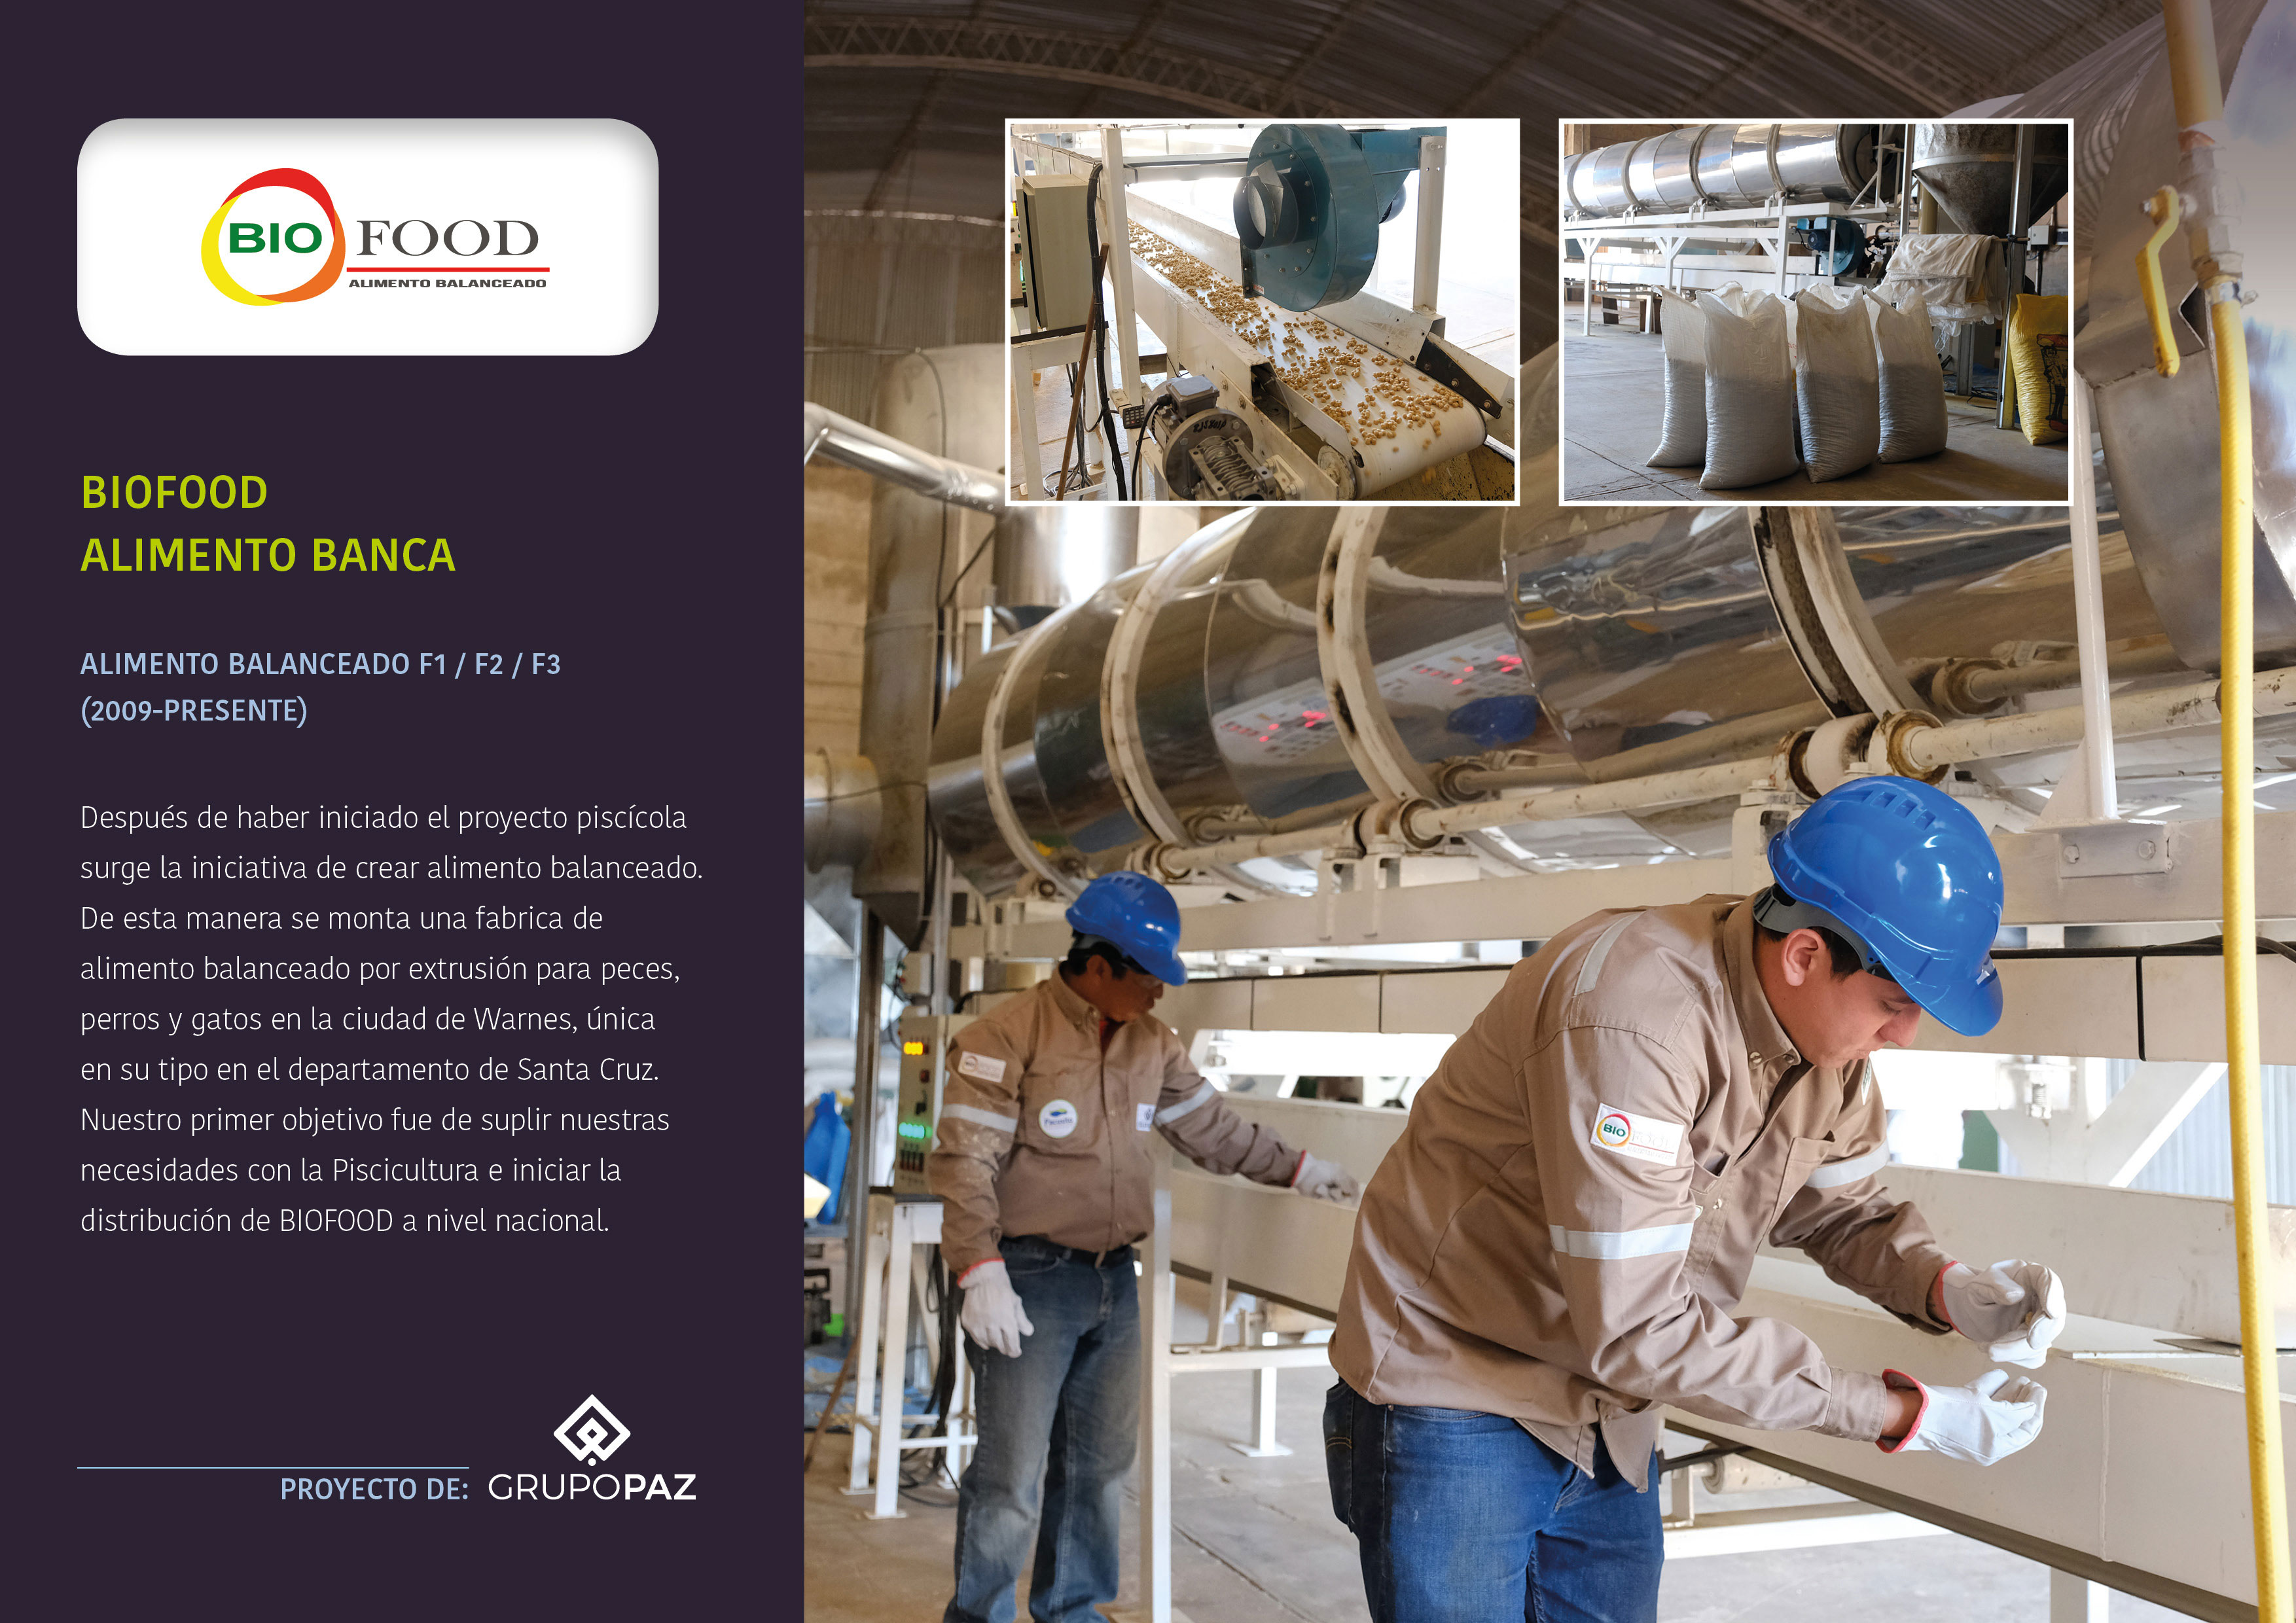 BIO FOOD
ALIMENTO BALANCEADO
BIOFOOD
ALIMENTO BANCA
ALIMENTO BALANCEADO F1 / F2 / F3
(2009-PRESENTE)
Después de haber iniciado el proyecto piscícola
surge la iniciativa de crear alimento balanceado.
De esta manera se monta una fabrica de
alimento balanceado por extrusión para peces,
perros y gatos en la ciudad de Warnes, única
en su tipo en el departamento de Santa Cruz.
Nuestro primer objetivo fue de suplir nuestras
necesidades con la Piscicultura e iniciar la
distribución de BIOFOOD a nivel nacional.
PROYECTO DE: GRUPOPAZ
BIO FOOD